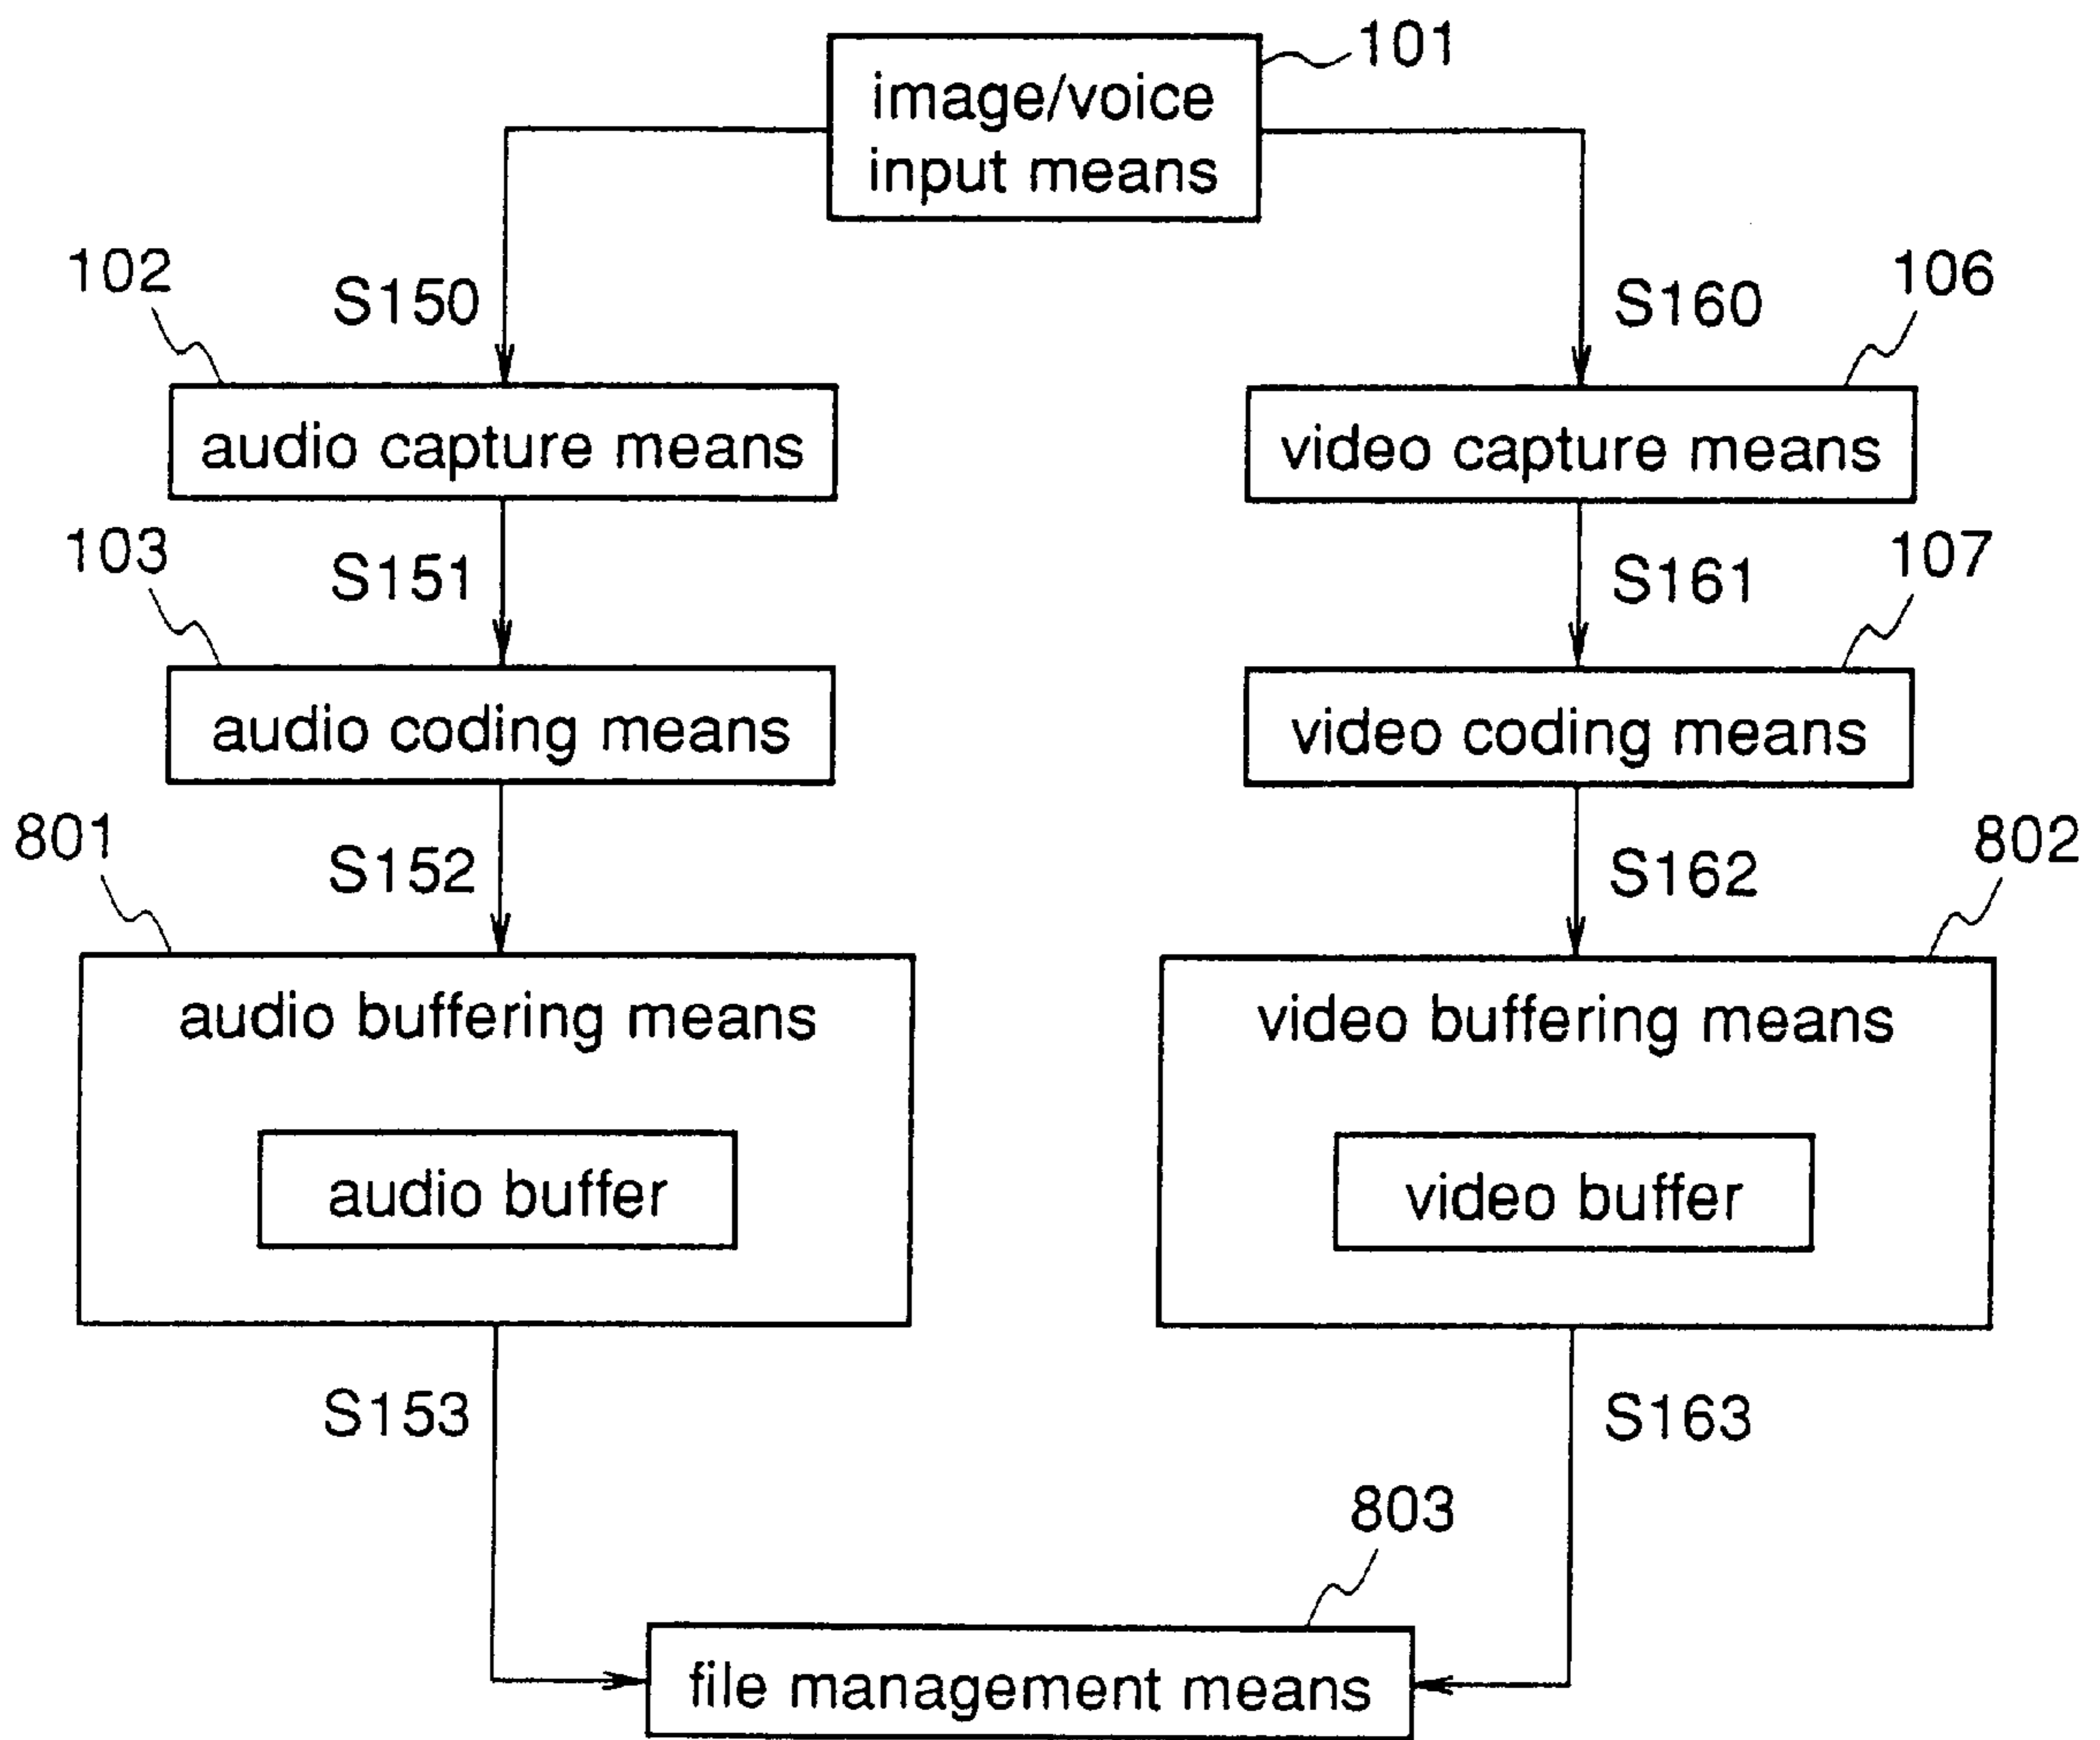 101
image/voice
input means
102
S150
S160
106
audio capture means
video capture means
103
S151
S161
107
audio coding means
video coding means
801
S152
S162
802
audio buffering means
video buffering means
audio buffer
video buffer
S153
S163
803
file management means